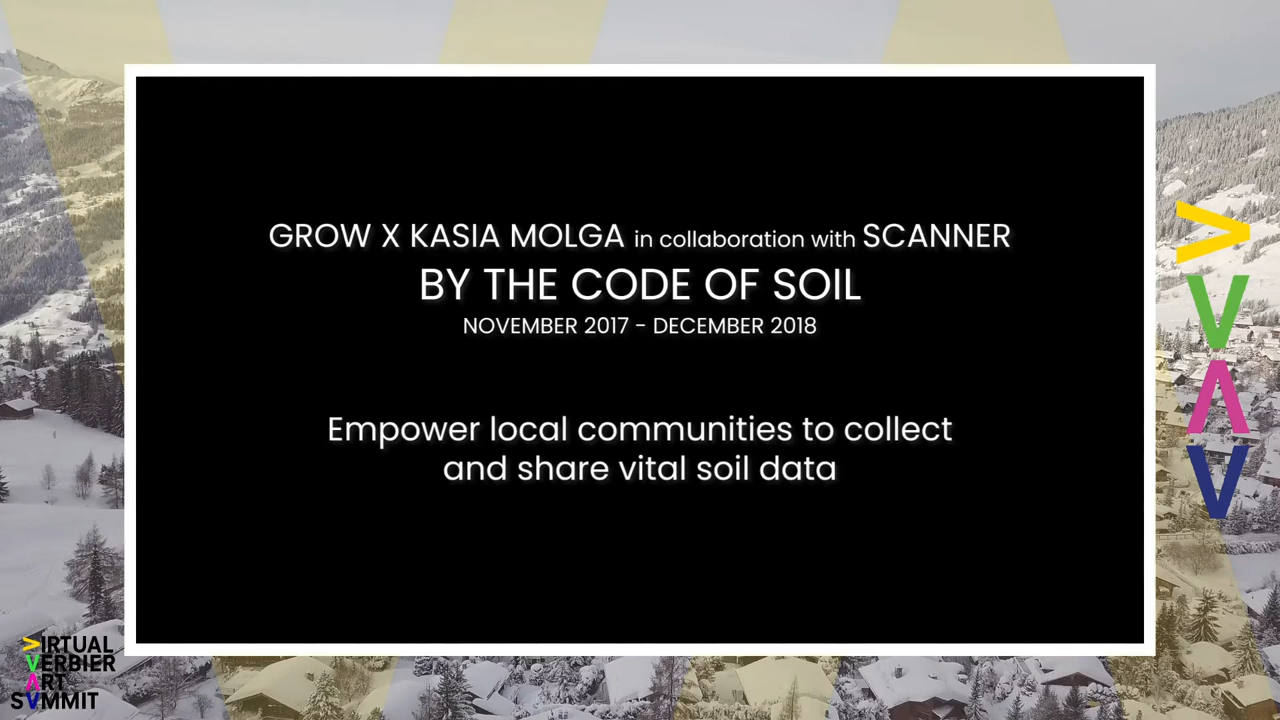 GROW X KASIA MOLGA in collaboration with SCANNER
BY THE CODE OF SOIL
NOVEMBER 2017 - DECEMBER 2018
Empower local communities to collect
and share vital soil data
>
V
Λ
V
VIRTUAL
VERBIER
ART
SVMMIT